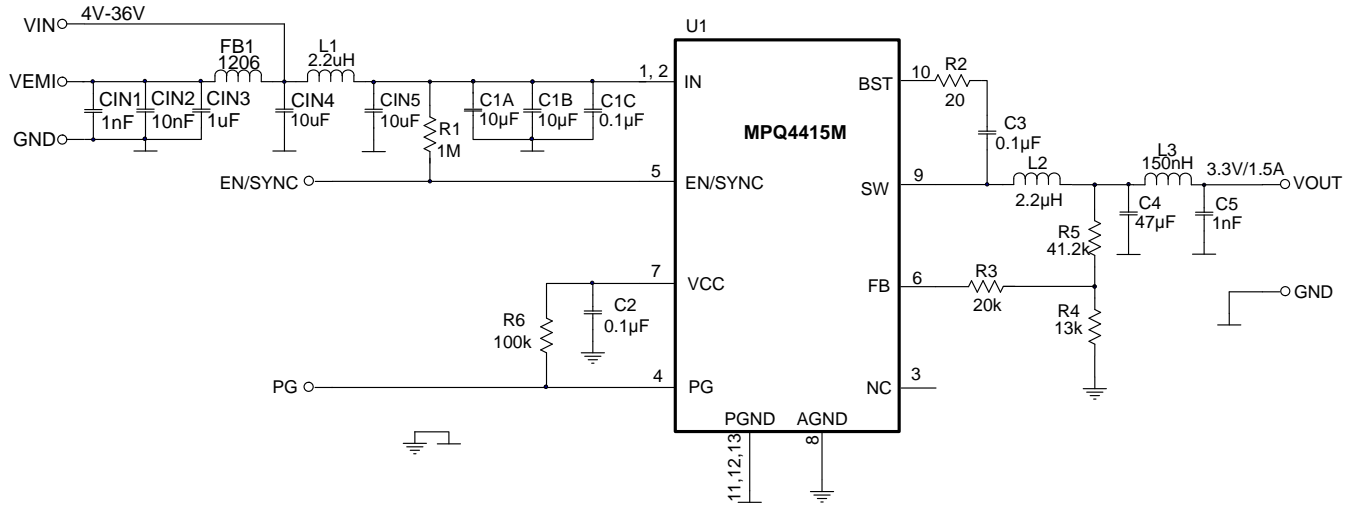 VIN
4V-36V
VEMI
GND
FB1
1206
L1
2.2uH
CIN1
1nF
CIN2
10nF
CIN3
1uF
CIN4
10uF
CIN5
10uF
R1
1M
C1A
10µF
C1B
10µF
C1C
0.1µF
EN/SYNC
U1
MPQ4415M
1, 2
IN
5
EN/SYNC
7
VCC
R6
100k
C2
0.1µF
PG
4
PG
PGND
11,12,13
AGND
8
BST
10
R2
20
C3
0.1µF
SW
9
L2
2.2µH
L3
150nH
3.3V/1.5A
VOUT
C4
47µF
C5
1nF
R5
41.2k
FB
6
R3
20k
R4
13k
GND
NC
3